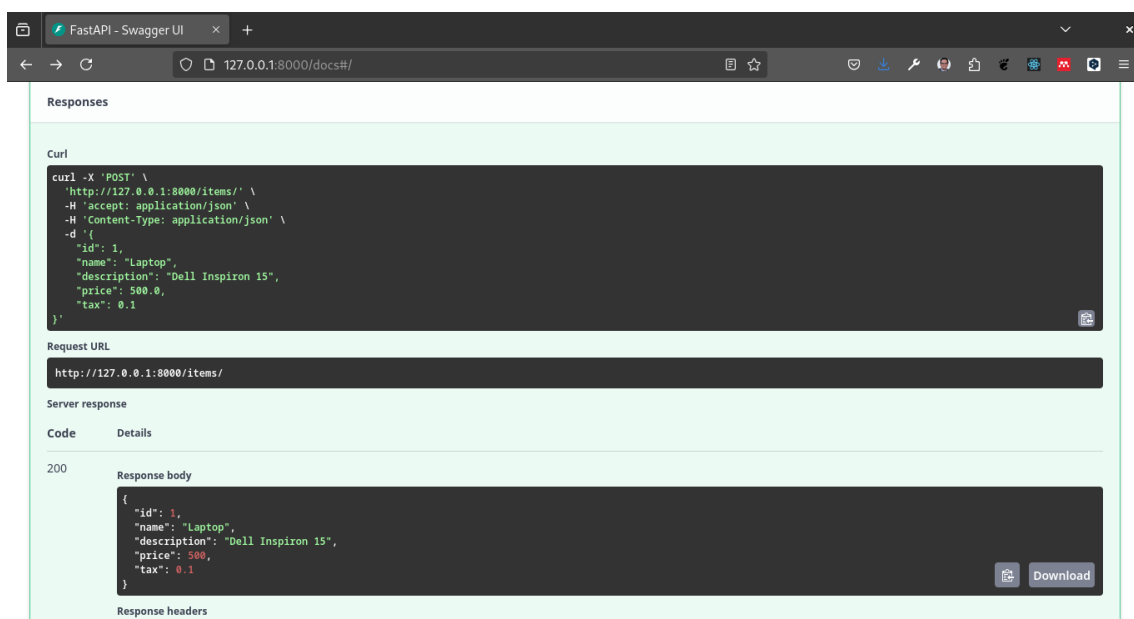 FastAPI - Swagger UI
127.0.0.1:8000/docs#/
Responses
Curl
curl -X 'POST' \
  'http://127.0.0.1:8000/items/' \
  -H 'accept: application/json' \
  -H 'Content-Type: application/json' \
  -d '{
    "id": 1,
    "name": "Laptop",
    "description": "Dell Inspiron 15",
    "price": 500.0,
    "tax": 0.1
}'
Request URL
http://127.0.0.1:8000/items/
Server response
Code Details
200
Response body
{
  "id": 1,
  "name": "Laptop",
  "description": "Dell Inspiron 15",
  "price": 500,
  "tax": 0.1
}
Download
Response headers